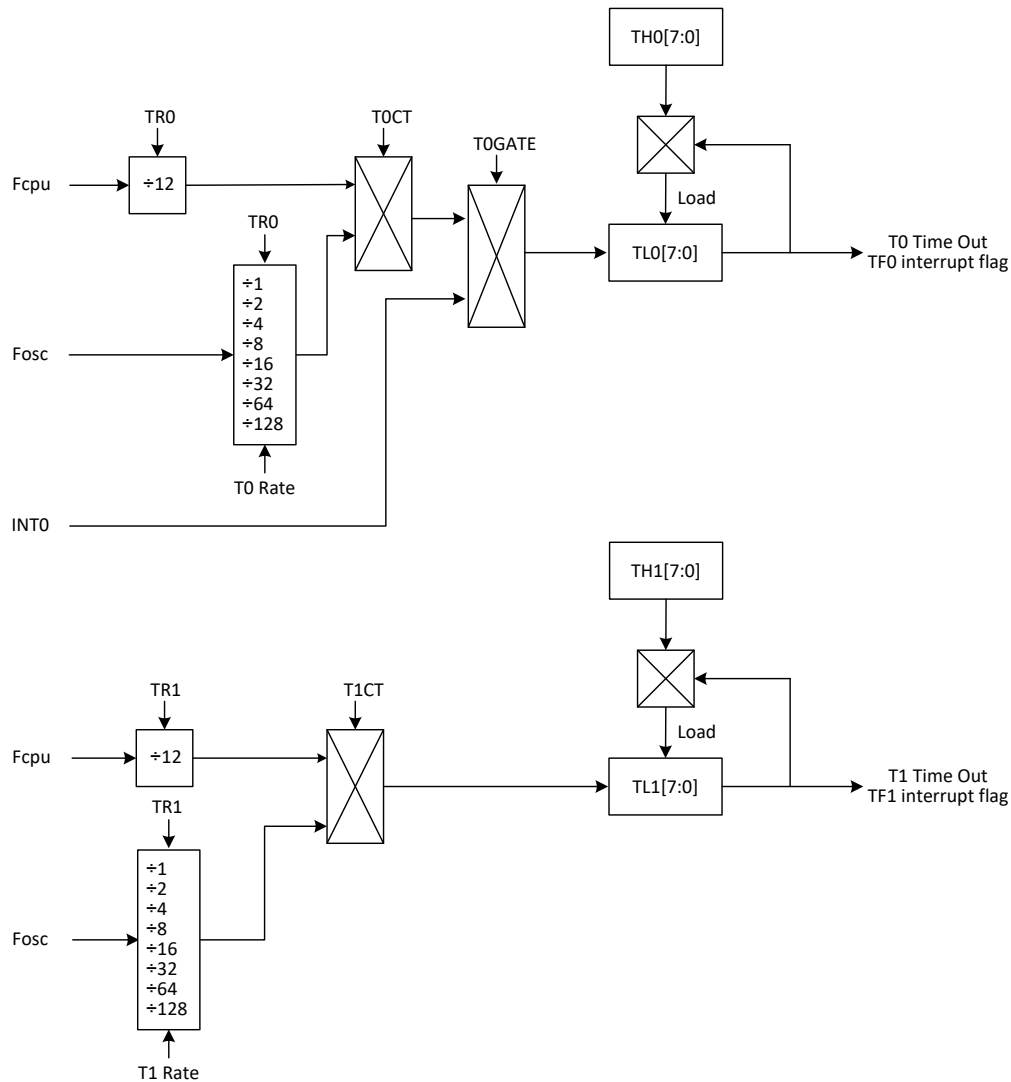 TH0[7:0]
TR0
T0CT
T0GATE
Fcpu
÷12
Load
TR0
TL0[7:0]
T0 Time Out
TF0 interrupt flag
÷1
÷2
÷4
÷8
÷16
÷32
÷64
÷128
Fosc
T0 Rate
INT0
TH1[7:0]
TR1
T1CT
Load
Fcpu
÷12
TL1[7:0]
T1 Time Out
TF1 interrupt flag
TR1
÷1
÷2
÷4
÷8
÷16
÷32
÷64
÷128
Fosc
T1 Rate